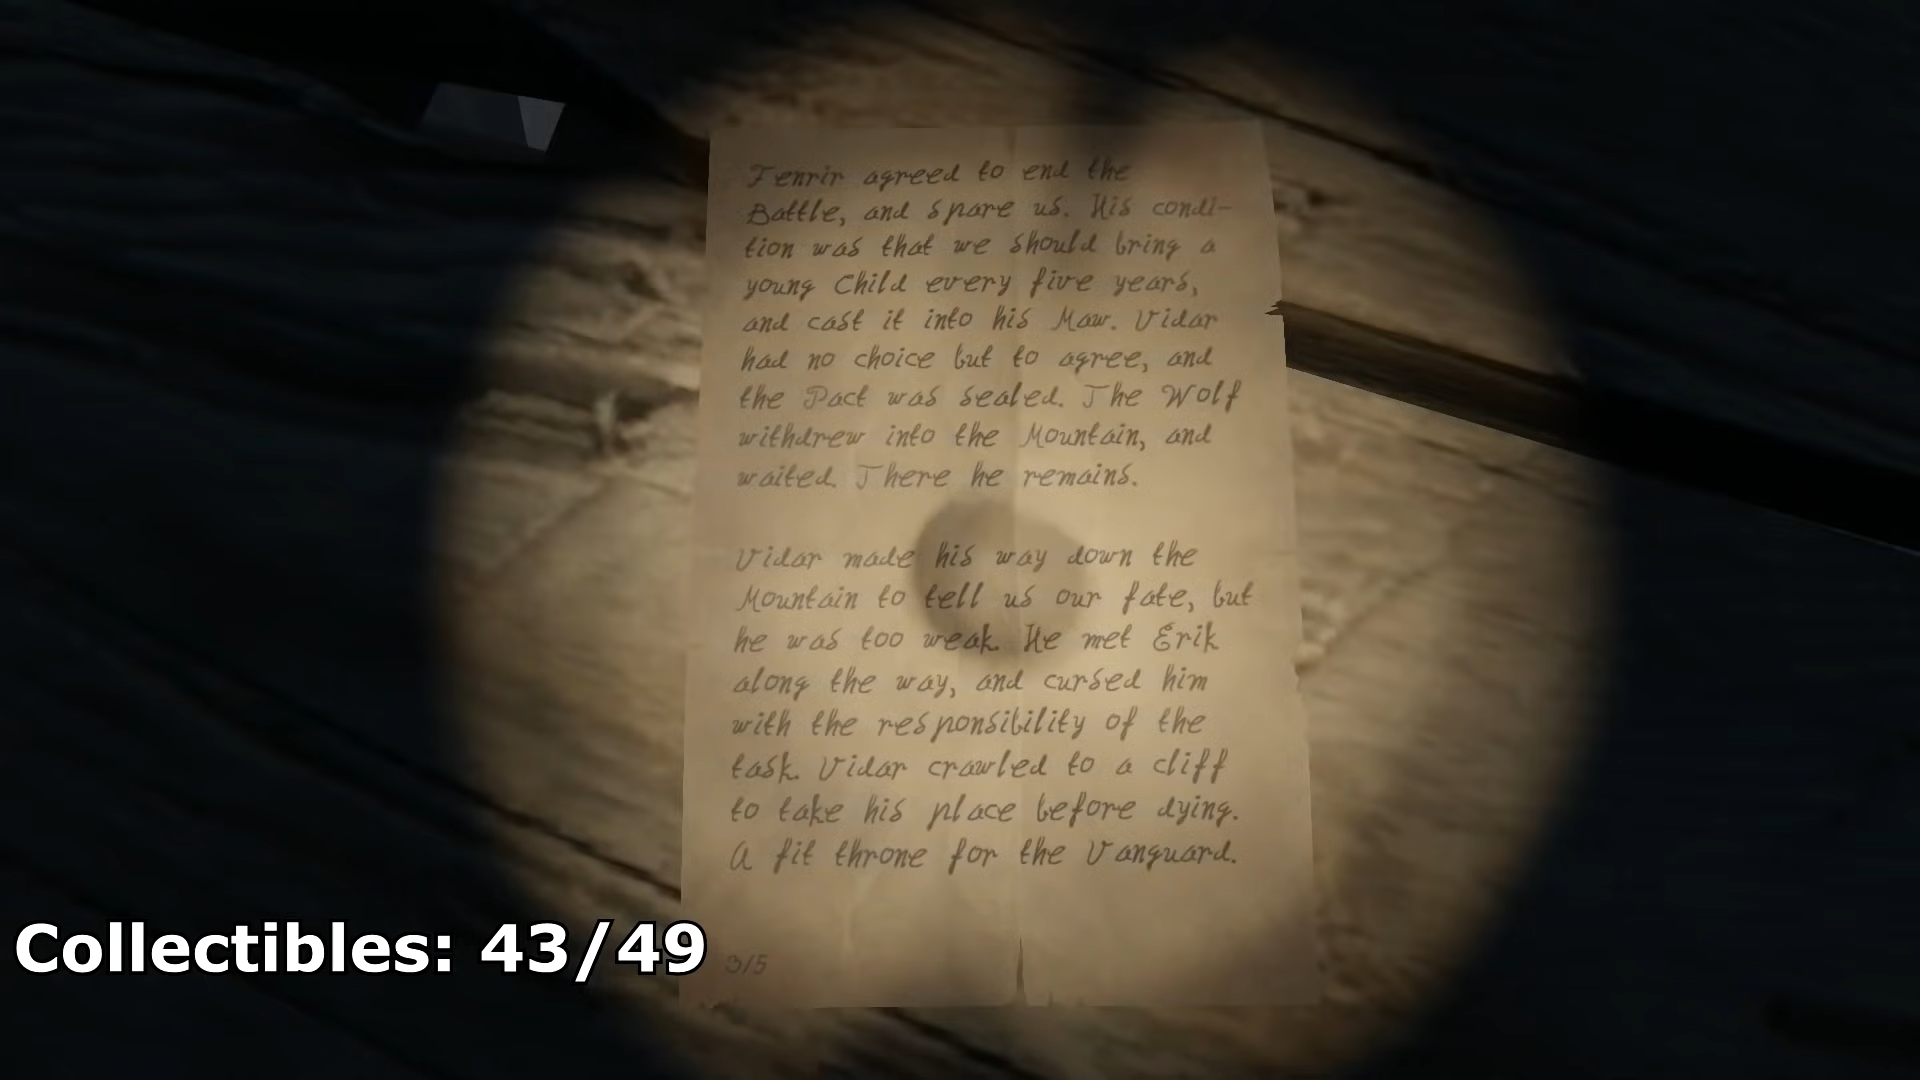 Fenrir agreed to end the
Battle, and spare us. His condi-
tion was that we should bring a
young Child every five years,
and cast it into his Maw. Vidar
had no choice but to agree, and
the Pact was sealed. The Wolf
withdrew into the Mountain, and
waited. There he remains.
Vidar made his way down the
Mountain to tell us our fate, but
he was too weak. He met Erik
along the way, and cursed him
with the responsibility of the
task. Vidar crawled to a cliff
to take his place before dying.
A fit throne for the Vanguard.
3/5
Collectibles: 43/49